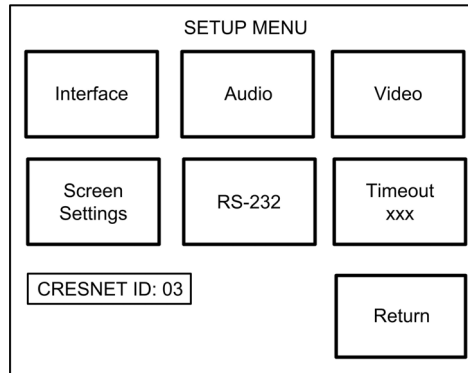 SETUP MENU
Interface
Audio
Video
Screen
Settings
RS-232
Timeout
xxx
CRESNET ID: 03
Return